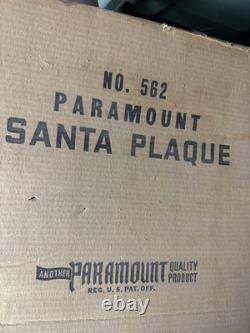 NO. 562
PARAMOUNT
SANTA PLAQUE
ANOTHER PARAMOUNT QUALITY PRODUCT
REG. U.S. PAT. OFF.